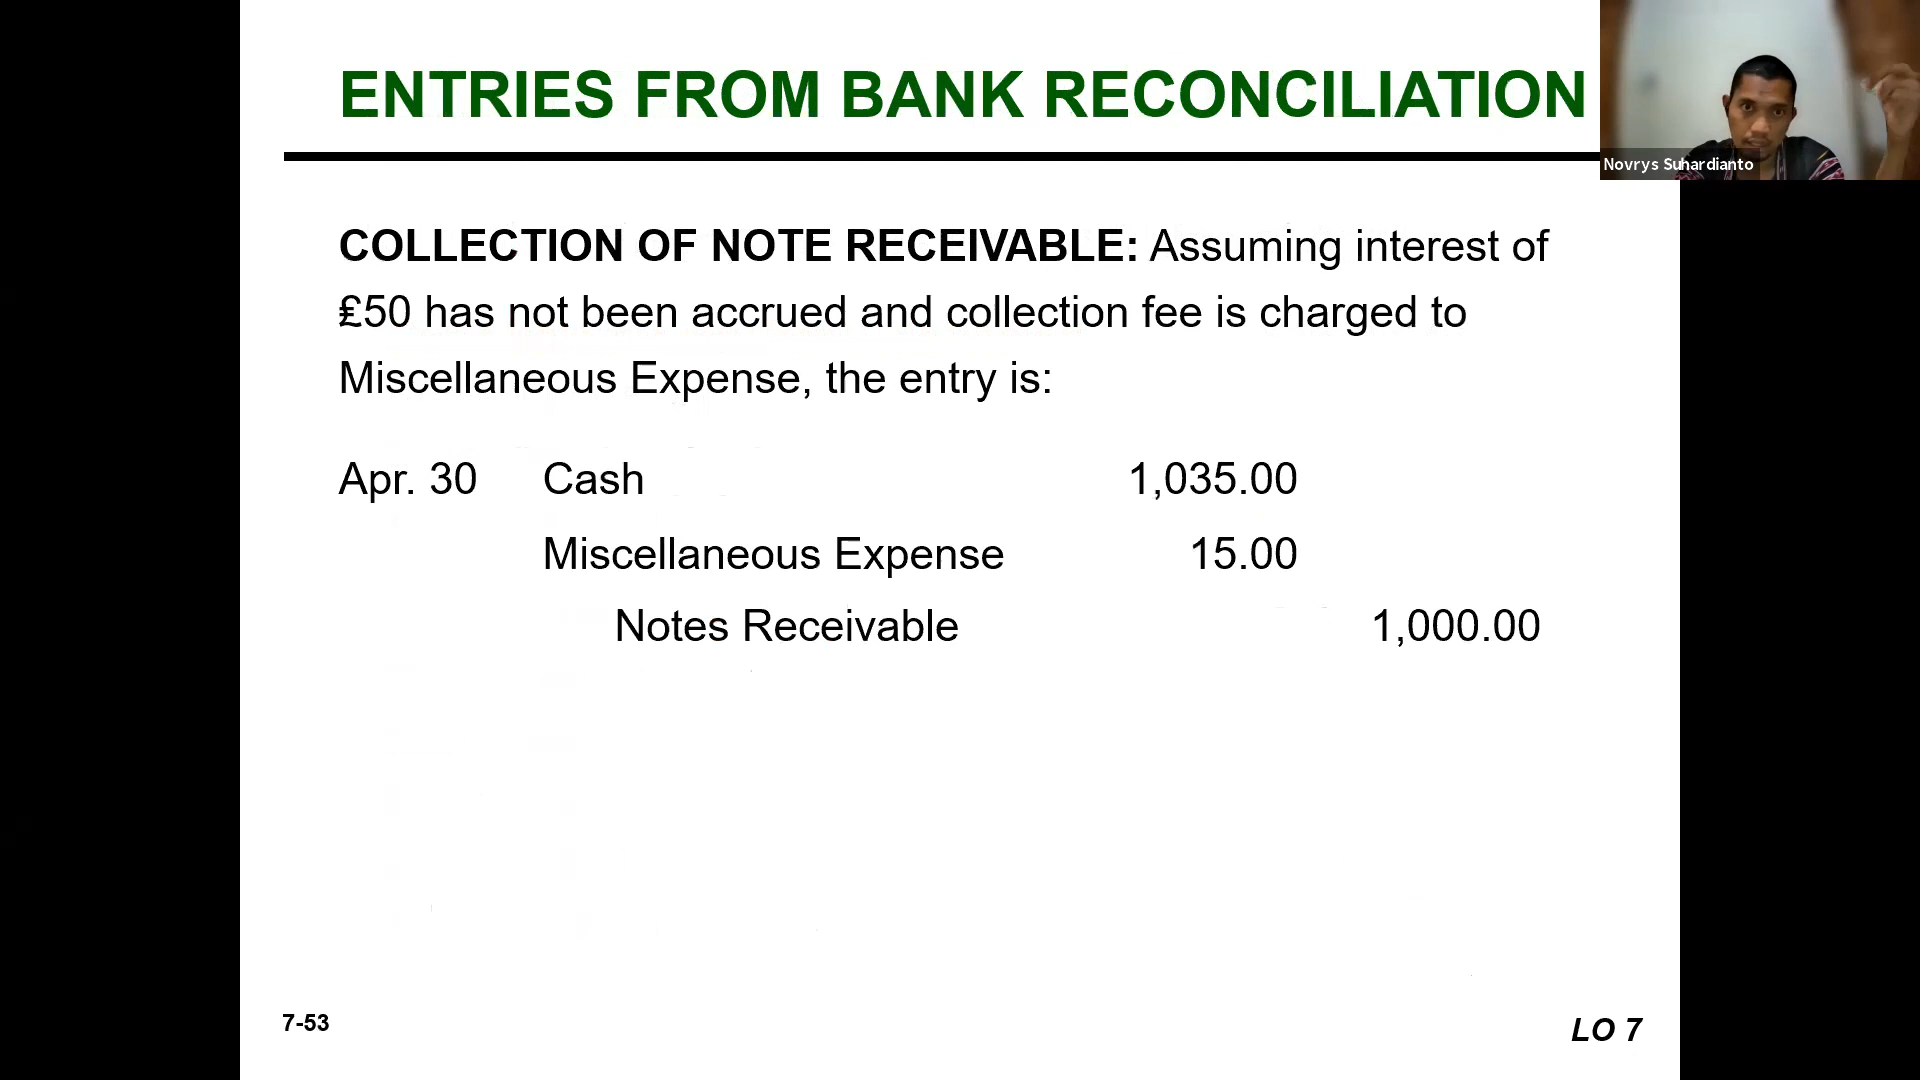 ENTRIES FROM BANK RECONCILIATION
Novrys Suhardianto
COLLECTION OF NOTE RECEIVABLE: Assuming interest of
₤50 has not been accrued and collection fee is charged to
Miscellaneous Expense, the entry is:
Apr. 30 Cash 1,035.00
Miscellaneous Expense 15.00
Notes Receivable 1,000.00
7-53
LO 7